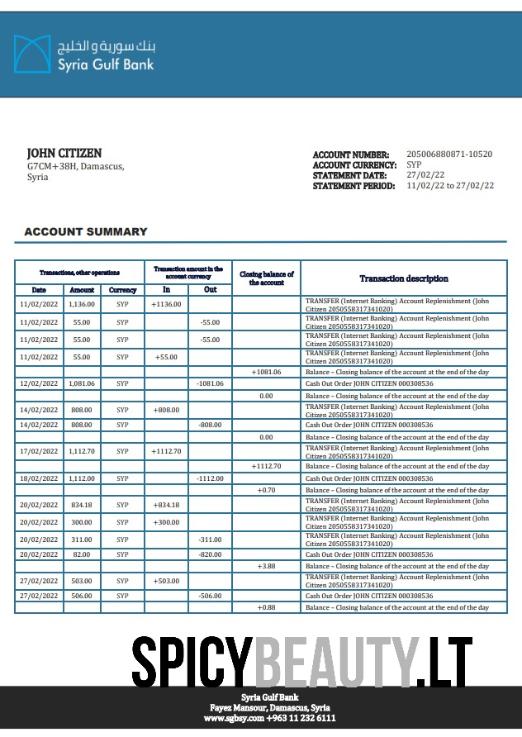 بنك سورية و الخليج
Syria Gulf Bank
JOHN CITIZEN
G7CM+38H, Damascus,
Syria
ACCOUNT NUMBER: 205006880871-10520
ACCOUNT CURRENCY: SYP
STATEMENT DATE: 27/02/22
STATEMENT PERIOD: 11/02/22 to 27/02/22
ACCOUNT SUMMARY
Transactions, other operations
Transaction amount in the
account currency
Closing balance of
the account
Transaction description
Date Amount Currency In Out
11/02/2022 1,136.00 SYP +1136.00 TRANSFER (Internet Banking) Account Replenishment (John
Citizen 2050558317341020)
11/02/2022 55.00 SYP -55.00 TRANSFER (Internet Banking) Account Replenishment (John
Citizen 2050558317341020)
11/02/2022 55.00 SYP -55.00 TRANSFER (Internet Banking) Account Replenishment (John
Citizen 2050558317341020)
11/02/2022 55.00 SYP +55.00 TRANSFER (Internet Banking) Account Replenishment (John
Citizen 2050558317341020)
+1081.06 Balance – Closing balance of the account at the end of the day
12/02/2022 1,081.06 SYP -1081.06 Cash Out Order JOHN CITIZEN 000308536
0.00 Balance – Closing balance of the account at the end of the day
14/02/2022 808.00 SYP +808.00 TRANSFER (Internet Banking) Account Replenishment (John
Citizen 2050558317341020)
14/02/2022 808.00 SYP -808.00 Cash Out Order JOHN CITIZEN 000308536
0.00 Balance – Closing balance of the account at the end of the day
17/02/2022 1,112.70 SYP +1112.70 TRANSFER (Internet Banking) Account Replenishment (John
Citizen 2050558317341020)
+1112.70 Balance – Closing balance of the account at the end of the day
18/02/2022 1,112.00 SYP -1112.00 Cash Out Order JOHN CITIZEN 000308536
+0.70 Balance – Closing balance of the account at the end of the day
20/02/2022 834.18 SYP +834.18 TRANSFER (Internet Banking) Account Replenishment (John
Citizen 2050558317341020)
20/02/2022 300.00 SYP +300.00 TRANSFER (Internet Banking) Account Replenishment (John
Citizen 2050558317341020)
20/02/2022 311.00 SYP -311.00 TRANSFER (Internet Banking) Account Replenishment (John
Citizen 2050558317341020)
20/02/2022 82.00 SYP -820.00 Cash Out Order JOHN CITIZEN 000308536
+3.88 Balance – Closing balance of the account at the end of the day
27/02/2022 503.00 SYP +503.00 TRANSFER (Internet Banking) Account Replenishment (John
Citizen 2050558317341020)
27/02/2022 506.00 SYP -506.00 Cash Out Order JOHN CITIZEN 000308536
+0.88 Balance – Closing balance of the account at the end of the day
SPICYBEAUTY.LT
Syria Gulf Bank
Fayez Mansour, Damascus, Syria
www.sgbsy.com +963 11 232 6111